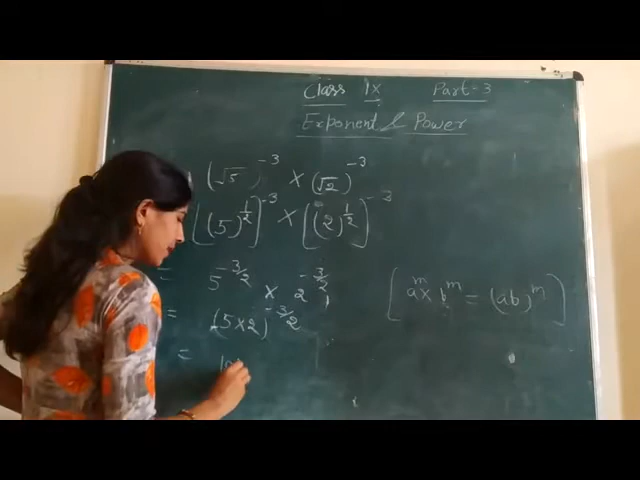 Class IX Part-3
Exponent & Power
(√5)^-3 × (√2)^-3
[(5)^1/2]^-3 × [(2)^1/2]^-3
= 5^-3/2 × 2^-3/2
[a^m × b^m = (ab)^m]
= (5×2)^-3/2
= 10